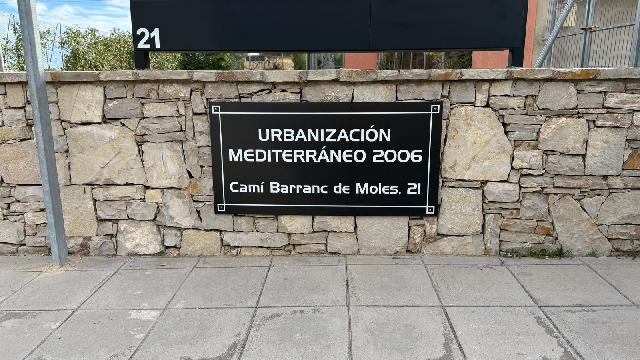 21
URBANIZACIÓN
MEDITERRÁNEO 2006
Camí Barranc de Moles. 21